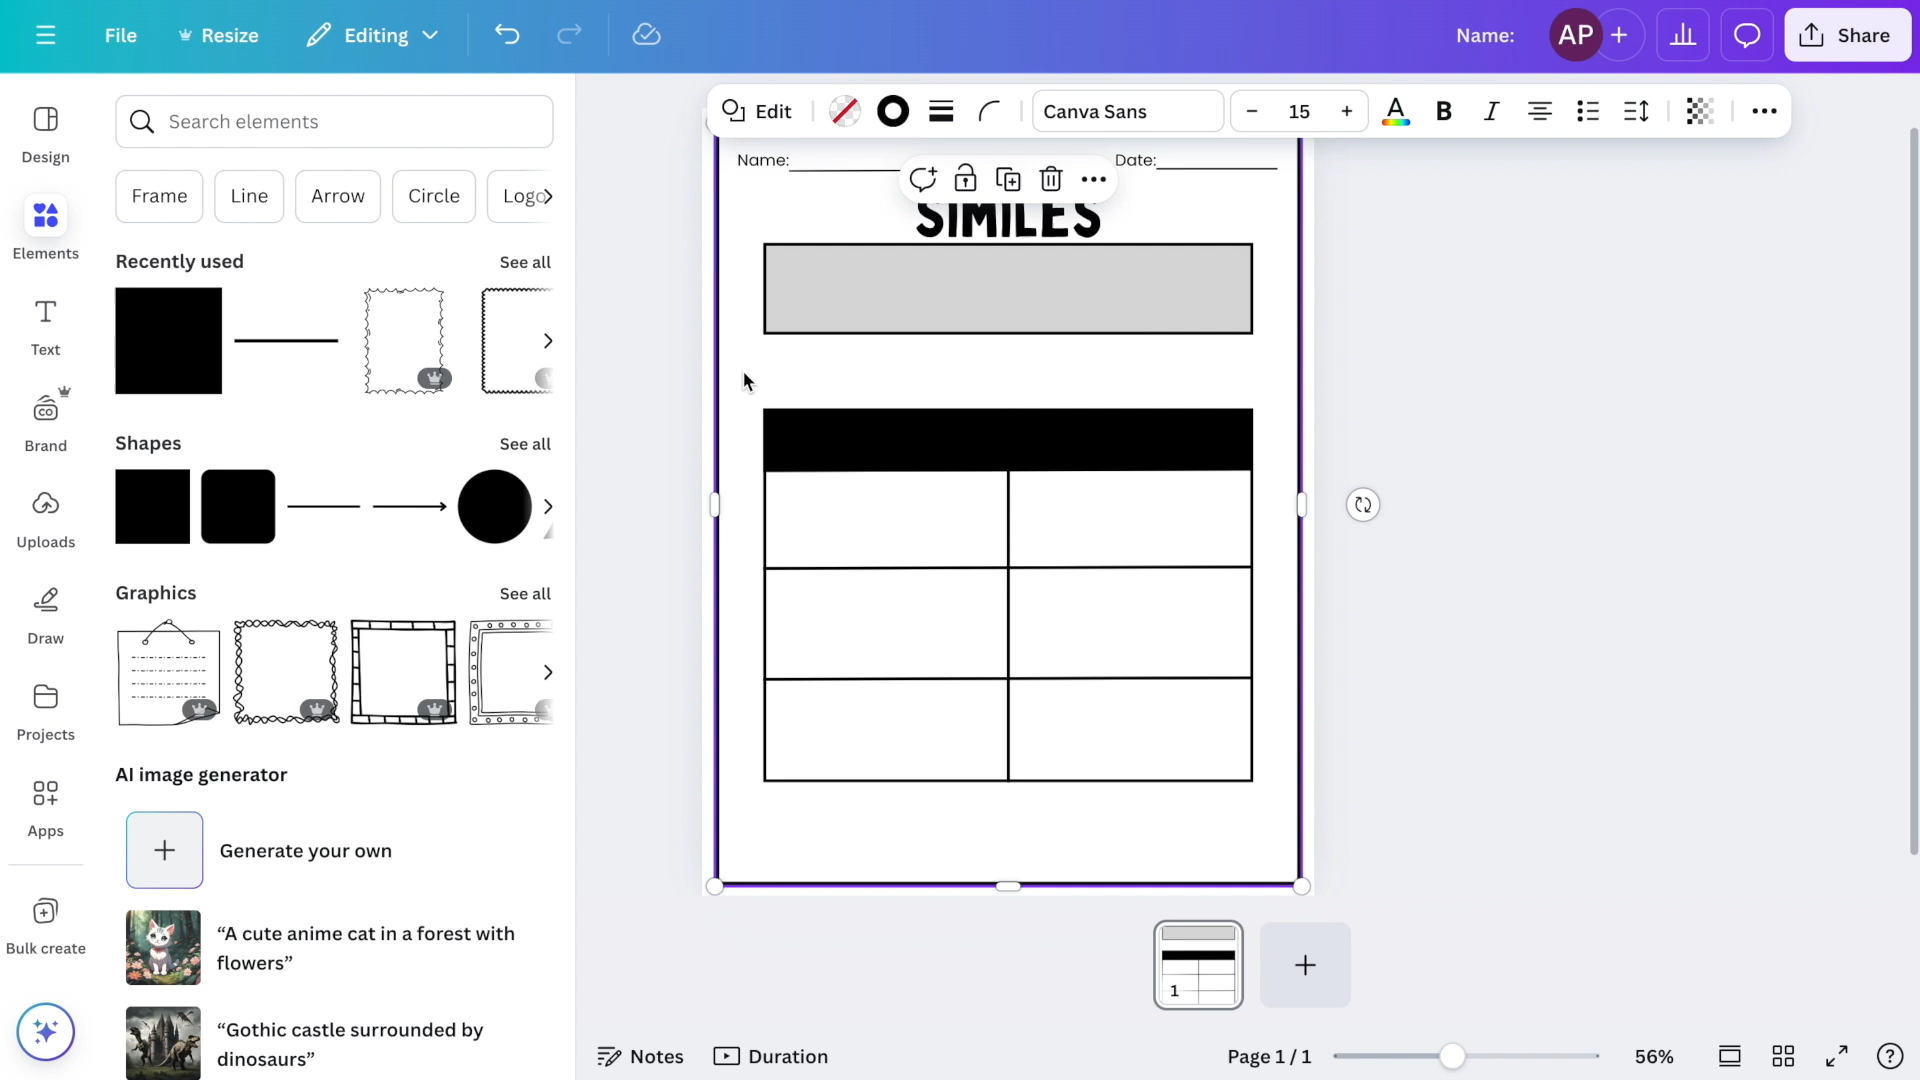 File
Resize
Editing
Name:
AP
Share
Design
Elements
Text
Brand
CO
Uploads
Draw
Projects
Apps
Bulk create
Search elements
Frame
Line
Arrow
Circle
Logo
Recently used
See all
Shapes
See all
Graphics
See all
AI image generator
Generate your own
“A cute anime cat in a forest with
flowers”
“Gothic castle surrounded by
dinosaurs”
Edit
Canva Sans
15
A
B
I
Name:
Date:
SIMILES
1
Notes
Duration
Page 1 / 1
56%